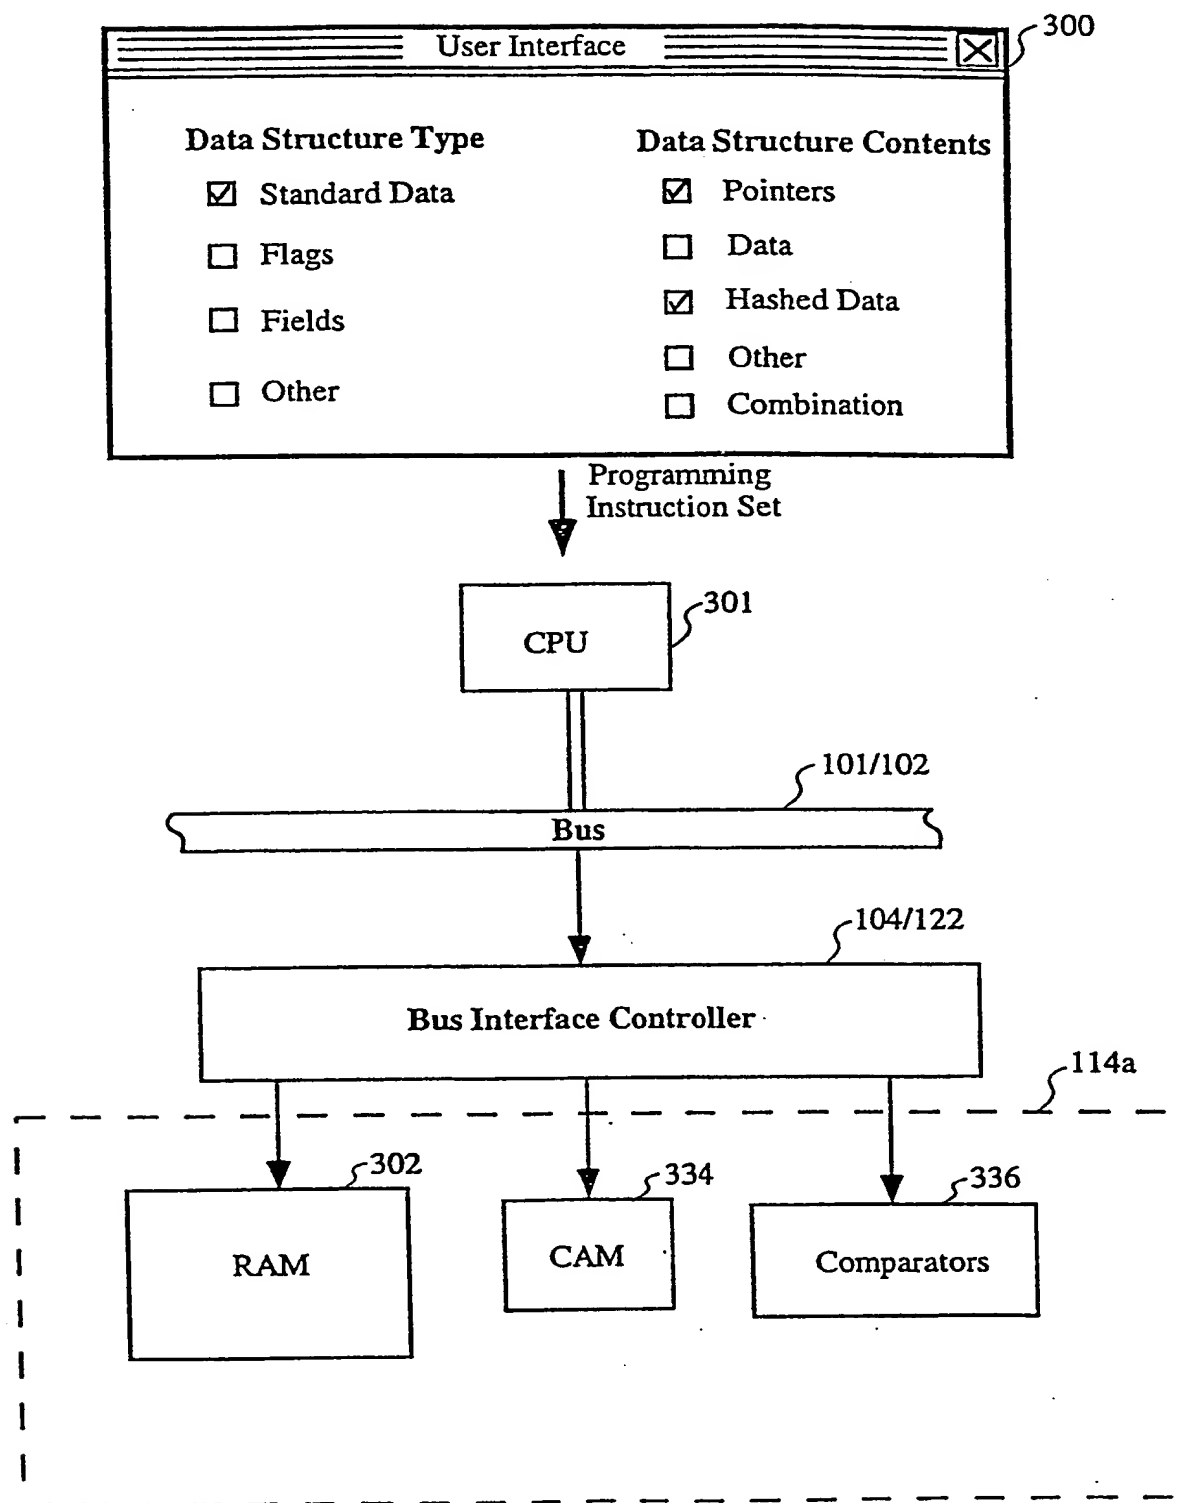 300
User Interface
Data Structure Type
Standard Data
Flags
Fields
Other
Data Structure Contents
Pointers
Data
Hashed Data
Other
Combination
Programming
Instruction Set
301
CPU
101/102
Bus
104/122
Bus Interface Controller
114a
302
RAM
334
CAM
336
Comparators